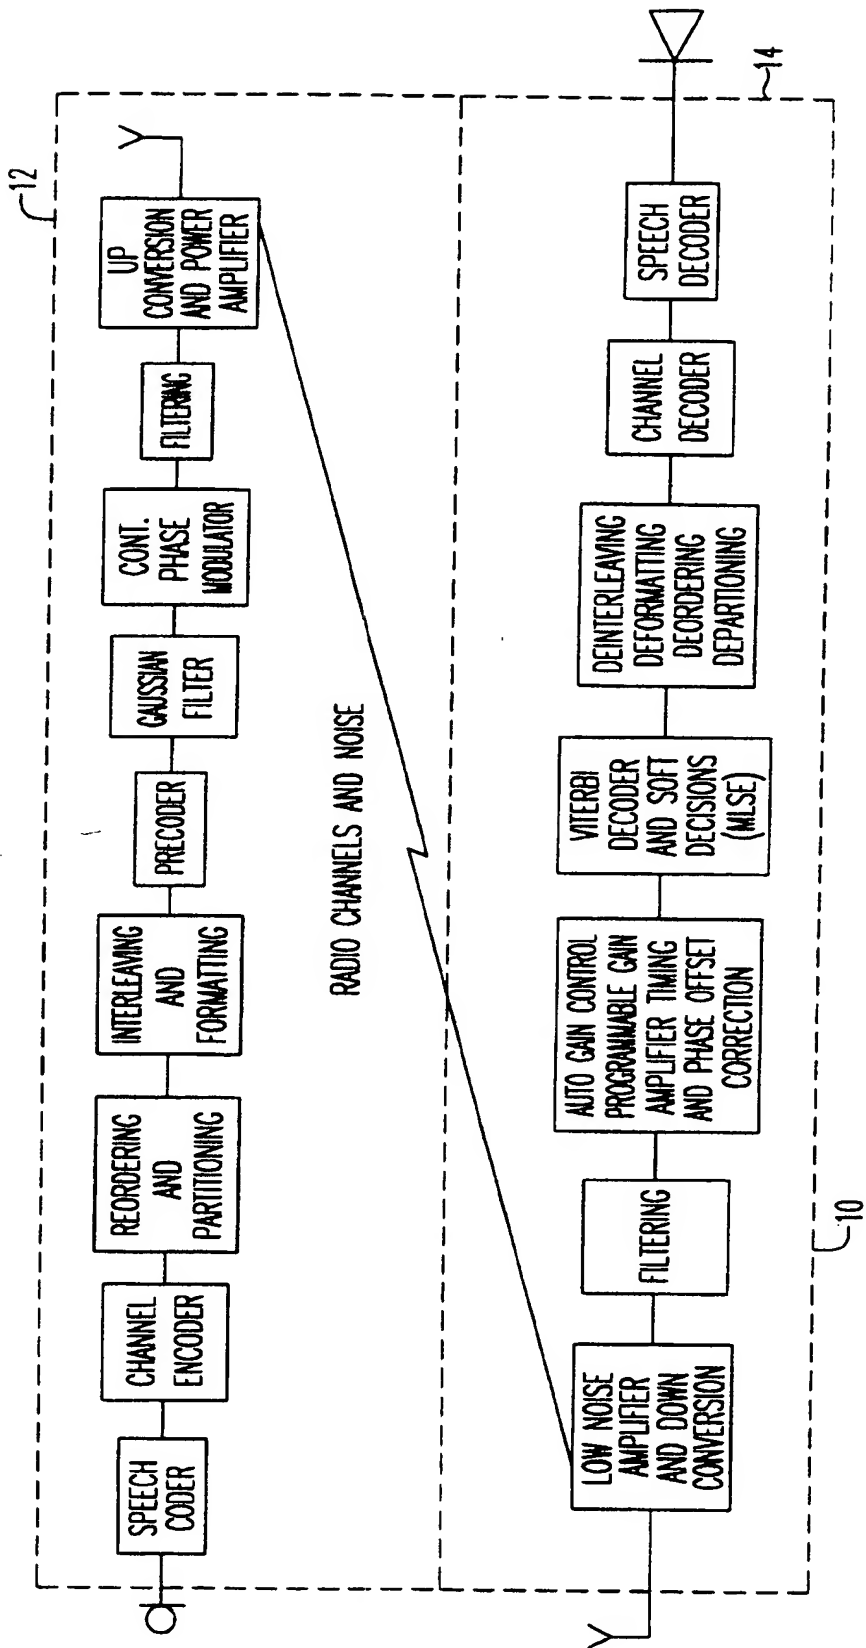 12
SPEECH
CODER
CHANNEL
ENCODER
REORDERING
AND
PARTITIONING
INTERLEAVING
AND
FORMATTING
PRECODER
GAUSSIAN
FILTER
CONT.
PHASE
MODULATOR
FILTERING
UP
CONVERSION
AND POWER
AMPLIFIER
RADIO CHANNELS AND NOISE
LOW NOISE
AMPLIFIER
AND DOWN
CONVERSION
FILTERING
AUTO GAIN CONTROL
PROGRAMMABLE GAIN
AMPLIFIER TIMING
AND PHASE OFFSET
CORRECTION
VITERBI
DECODER
AND SOFT
DECISIONS
(MLSE)
DEINTERLEAVING
DEFORMATTING
DEORDERING
DEPARTIONING
CHANNEL
DECODER
SPEECH
DECODER
14
10